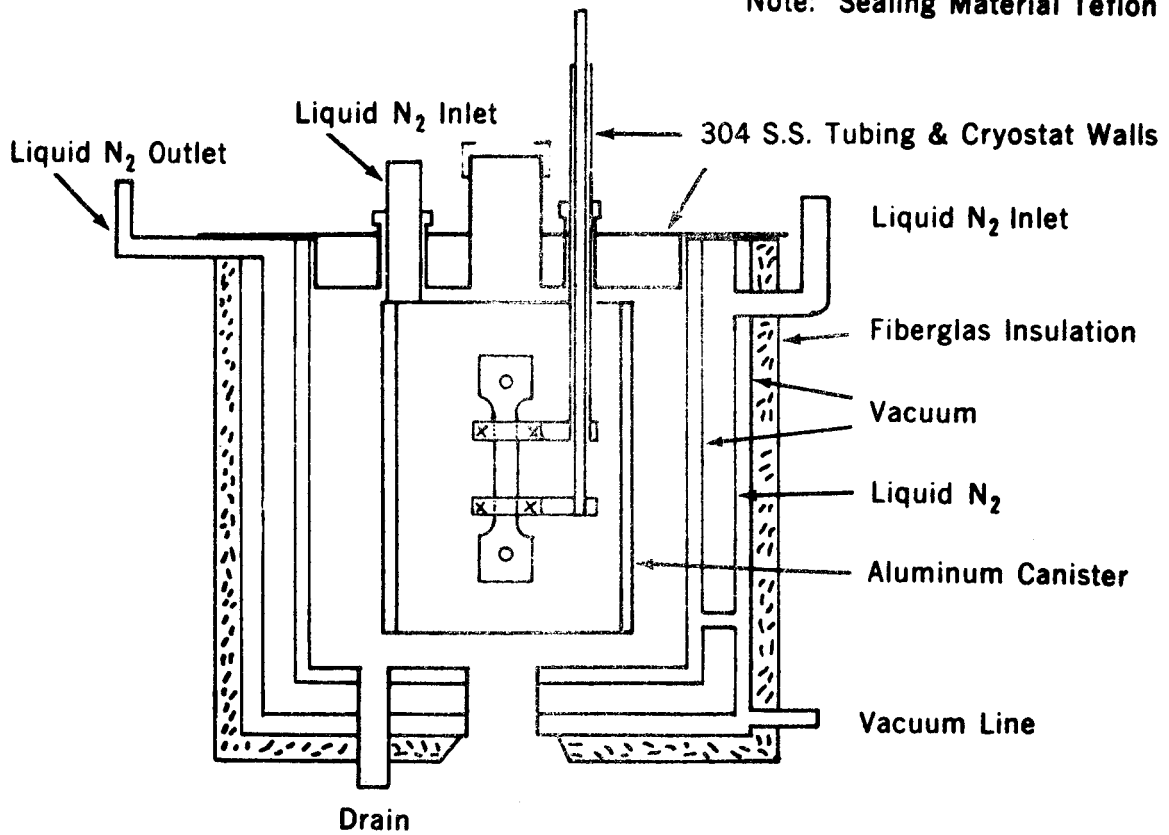 Note: Sealing Material Teflon
Liquid N₂ Inlet
304 S.S. Tubing & Cryostat Walls
Liquid N₂ Outlet
Liquid N₂ Inlet
Fiberglas Insulation
Vacuum
Liquid N₂
Aluminum Canister
Vacuum Line
Drain